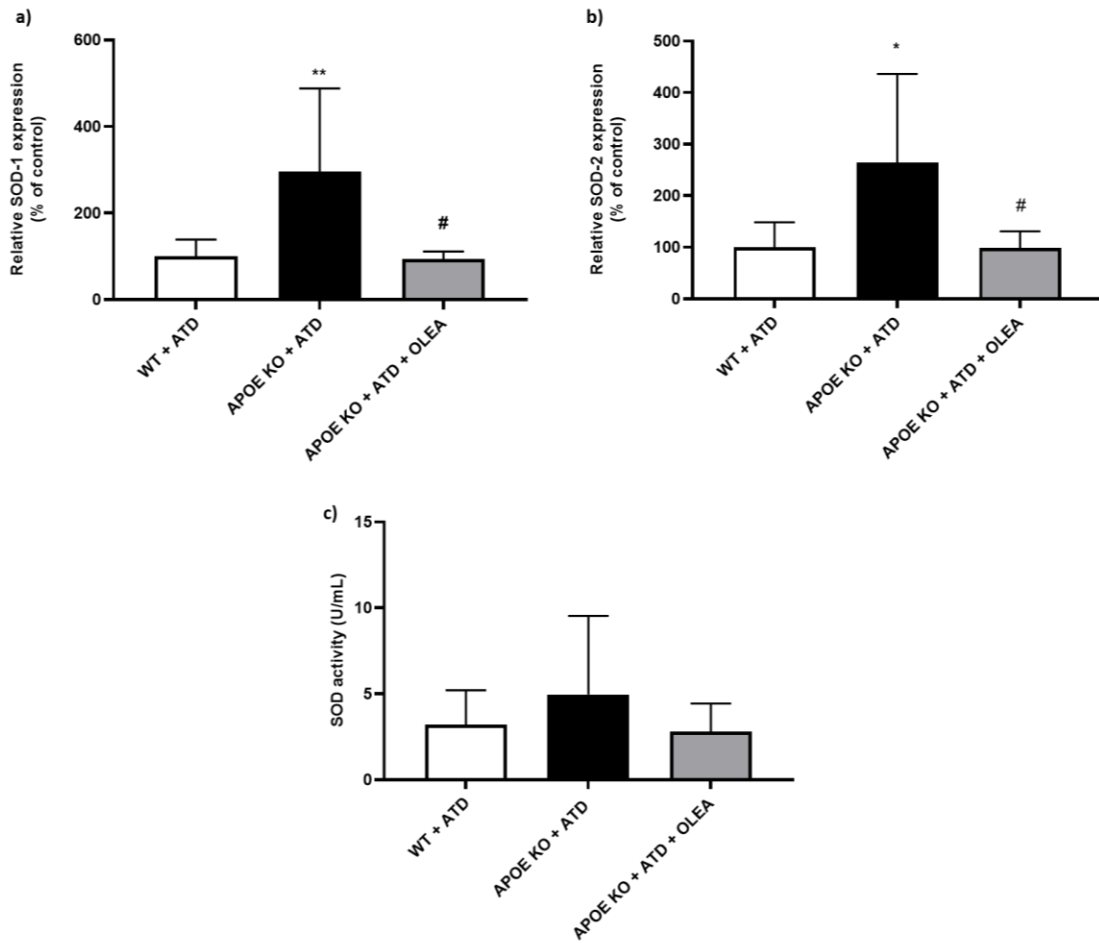 a)
Relative SOD-1 expression
(% of control)
600
400
200
0
**
#
WT + ATD
APOE KO + ATD
APOE KO + ATD + OLEA
b)
Relative SOD-2 expression
(% of control)
500
400
300
200
100
0
*
#
WT + ATD
APOE KO + ATD
APOE KO + ATD + OLEA
c)
SOD activity (U/mL)
15
10
5
0
WT + ATD
APOE KO + ATD
APOE KO + ATD + OLEA